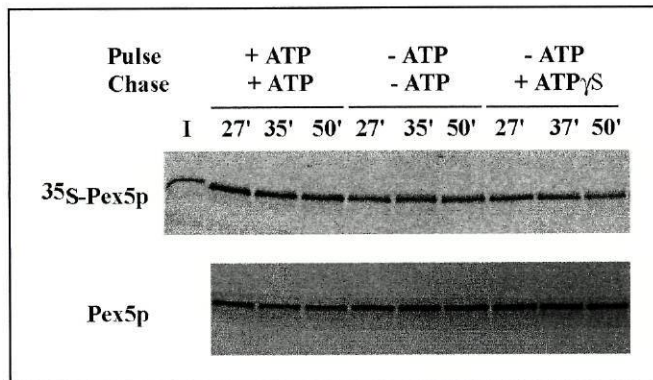 Pulse + ATP - ATP - ATP
Chase + ATP - ATP + ATPγS
I 27' 35' 50' 27' 35' 50' 27' 37' 50'
35S-Pex5p
Pex5p